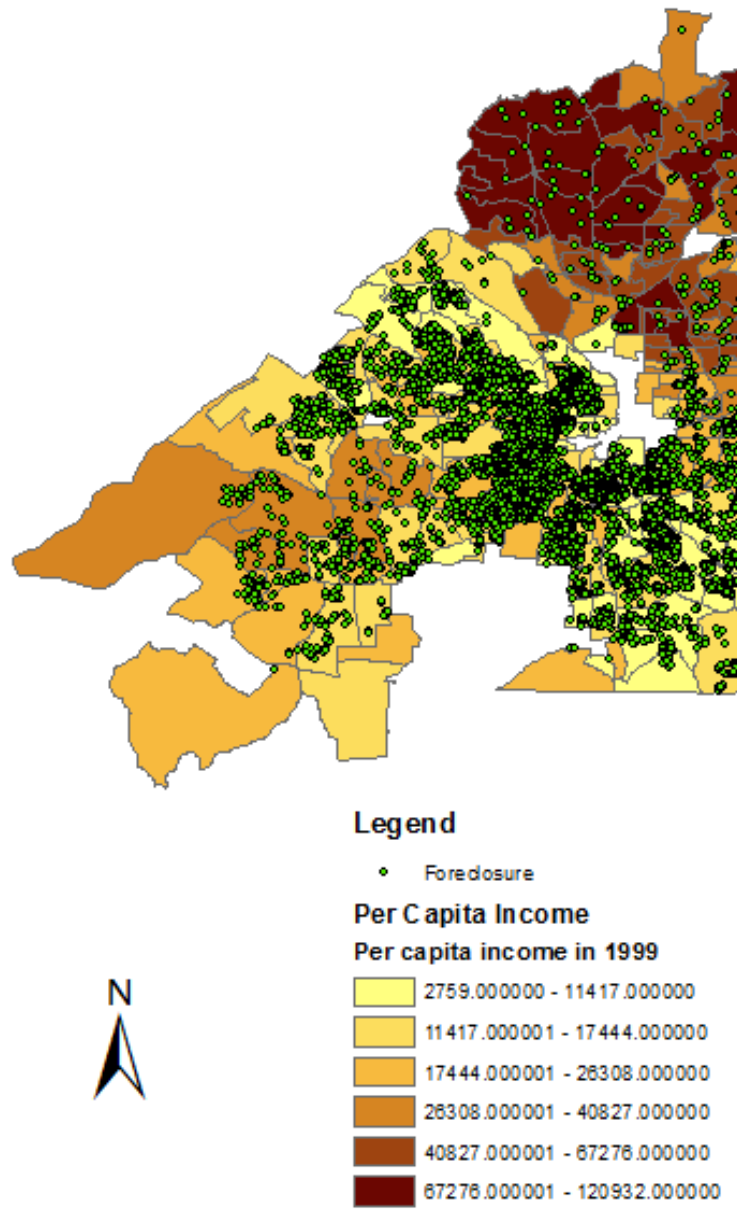 Legend
Foreclosure
Per Capita Income
Per capita income in 1999
N
2759.000000 - 11417.000000
11417.000001 - 17444.000000
17444.000001 - 26308.000000
26308.000001 - 40827.000000
40827.000001 - 67276.000000
67276.000001 - 120932.000000